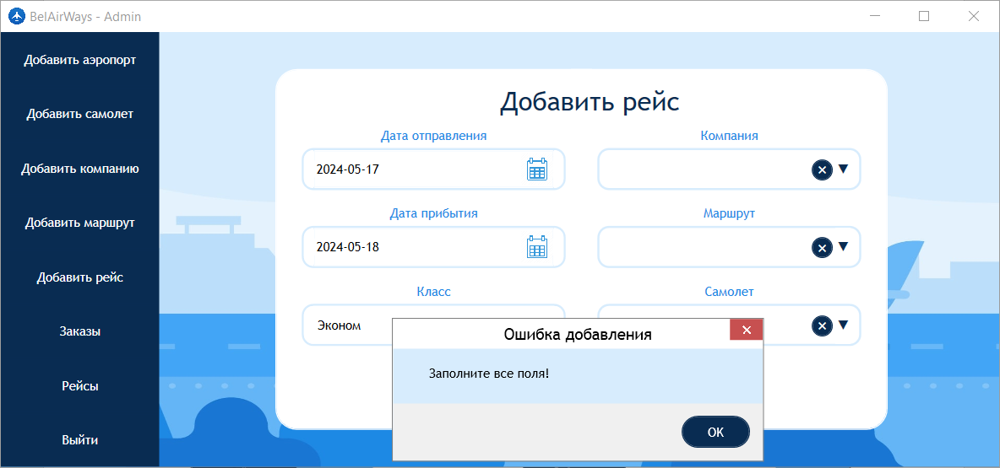 BelAirWays - Admin
Добавить аэропорт
Добавить самолет
Добавить компанию
Добавить маршрут
Добавить рейс
Заказы
Рейсы
Выйти
Добавить рейс
Дата отправления
Компания
2024-05-17
Дата прибытия
Маршрут
2024-05-18
Класс
Самолет
Эконом
Ошибка добавления
Заполните все поля!
OK